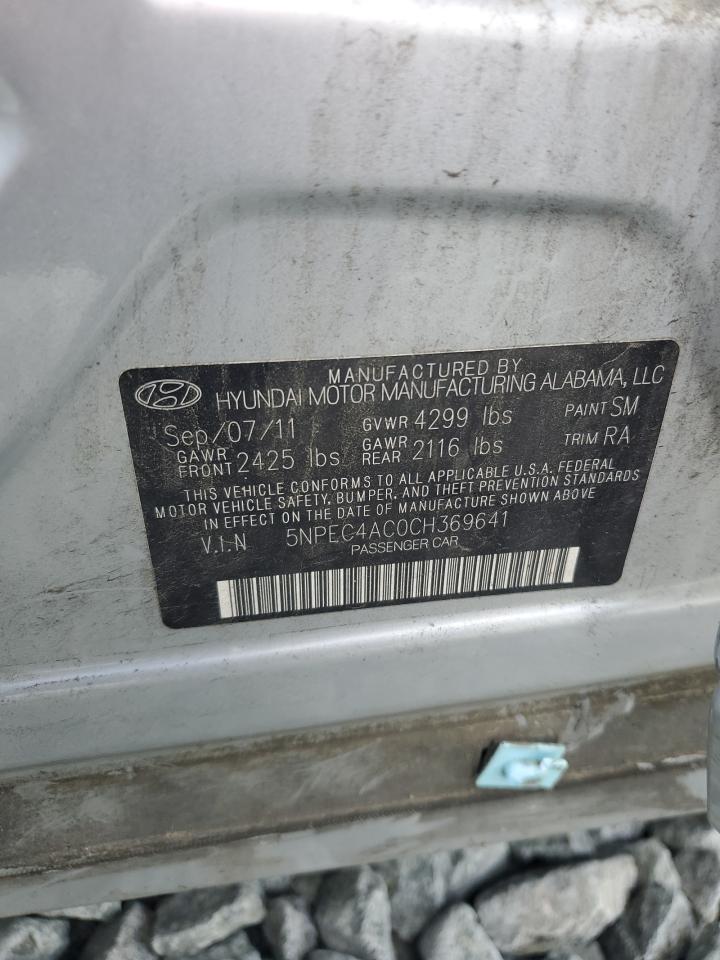 MANUFACTURED BY
HYUNDAI MOTOR MANUFACTURING ALABAMA, LLC
Sep/07/11 GVWR 4299 lbs PAINT SM
GAWR FRONT 2425 lbs GAWR REAR 2116 lbs TRIM RA
THIS VEHICLE CONFORMS TO ALL APPLICABLE U.S.A. FEDERAL
MOTOR VEHICLE SAFETY, BUMPER, AND THEFT PREVENTION STANDARDS
IN EFFECT ON THE DATE OF MANUFACTURE SHOWN ABOVE
V.I.N 5NPEC4AC0CH369641
PASSENGER CAR